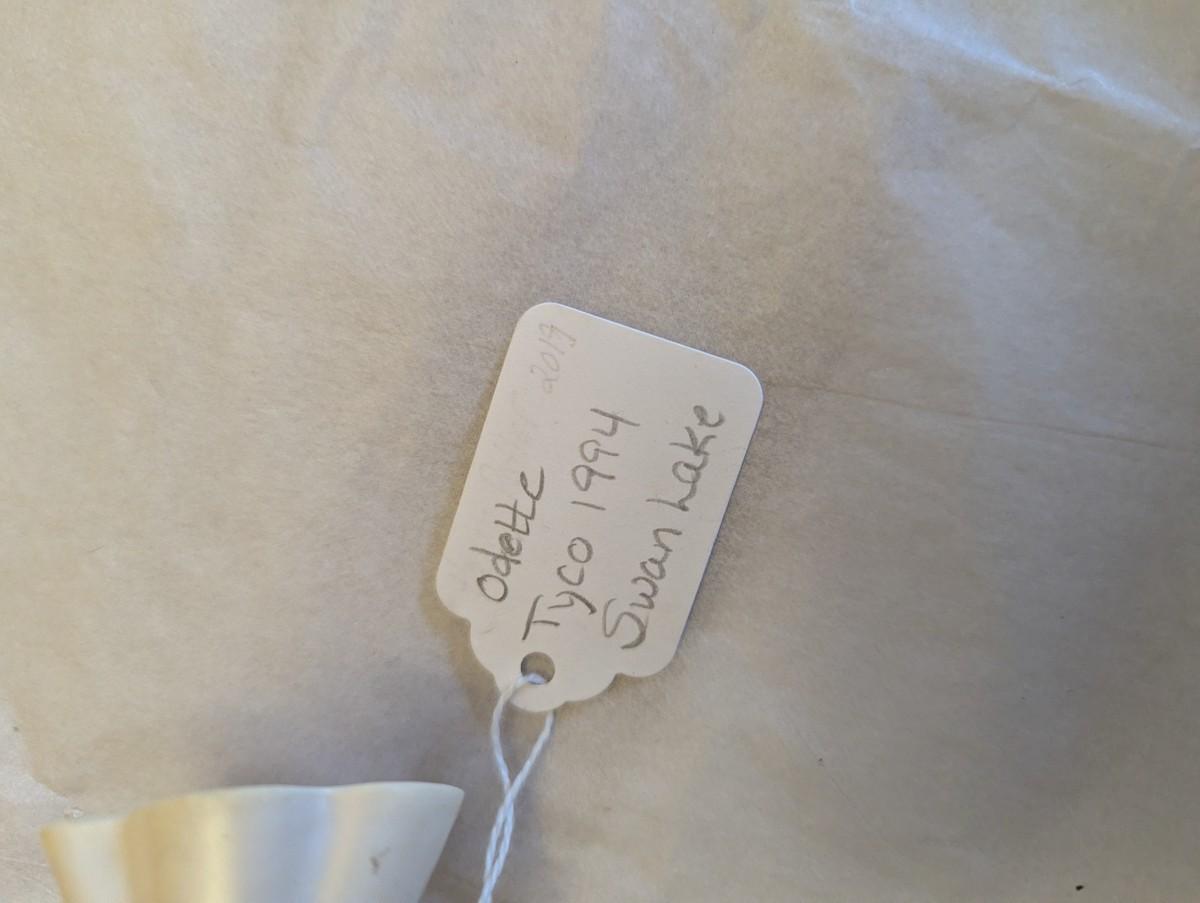 2019
Odette
Tyco 1994
Swan Lake